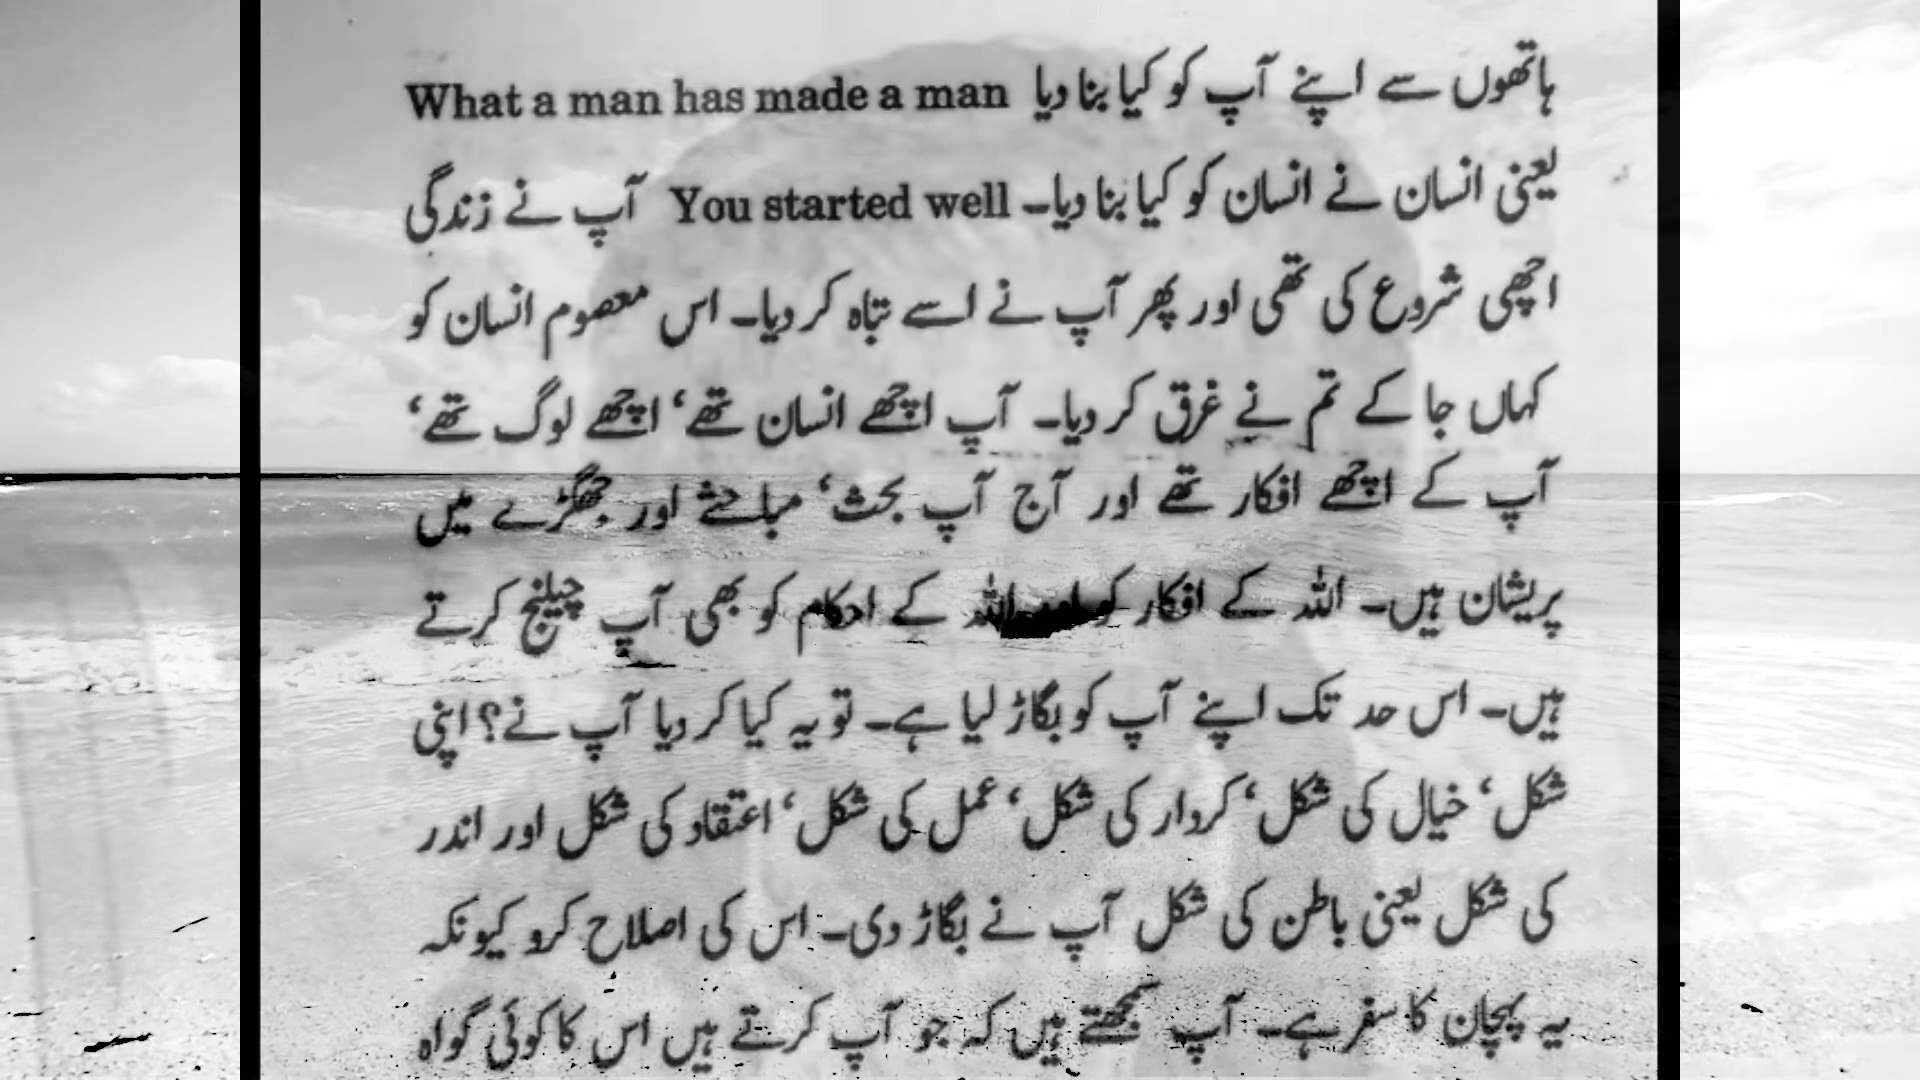 ہاتھوں سے اپنے آپ کو کیا بنا دیا What a man has made a man
یعنی انسان نے انسان کو کیا بنا دیا۔ You started well آپ نے زندگی
اچھی شروع کی تھی اور پھر آپ نے اسے تباہ کر دیا۔ اس معصوم انسان کو
کہاں جا کے تم نے غرق کر دیا۔ آپ اچھے انسان تھے‘ اچھے لوگ تھے‘
آپ کے اچھے افکار تھے اور آج آپ بحث‘ مباحثے اور جھگڑے میں
پریشان ہیں۔ اللہ کے افکار کو اور اللہ کے احکام کو بھی آپ چیلنج کرتے
ہیں۔ اس حد تک اپنے آپ کو بگاڑ لیا ہے۔ تو یہ کیا کر دیا آپ نے؟ اپنی
شکل‘ خیال کی شکل‘ کردار کی شکل‘ عمل کی شکل‘ اعتقاد کی شکل اور اندر
کی شکل یعنی باطن کی شکل آپ نے بگاڑ دی۔ اس کی اصلاح کرو کیونکہ
یہ پہچان کا سفر ہے۔ آپ سمجھتے ہیں کہ جو آپ کرتے ہیں اس کا کوئی گواہ